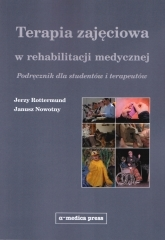 Terapia zajęciowa
w rehabilitacji medycznej
Podręcznik dla studentów i terapeutów
Jerzy Rottermund
Janusz Nowotny
α-medica press